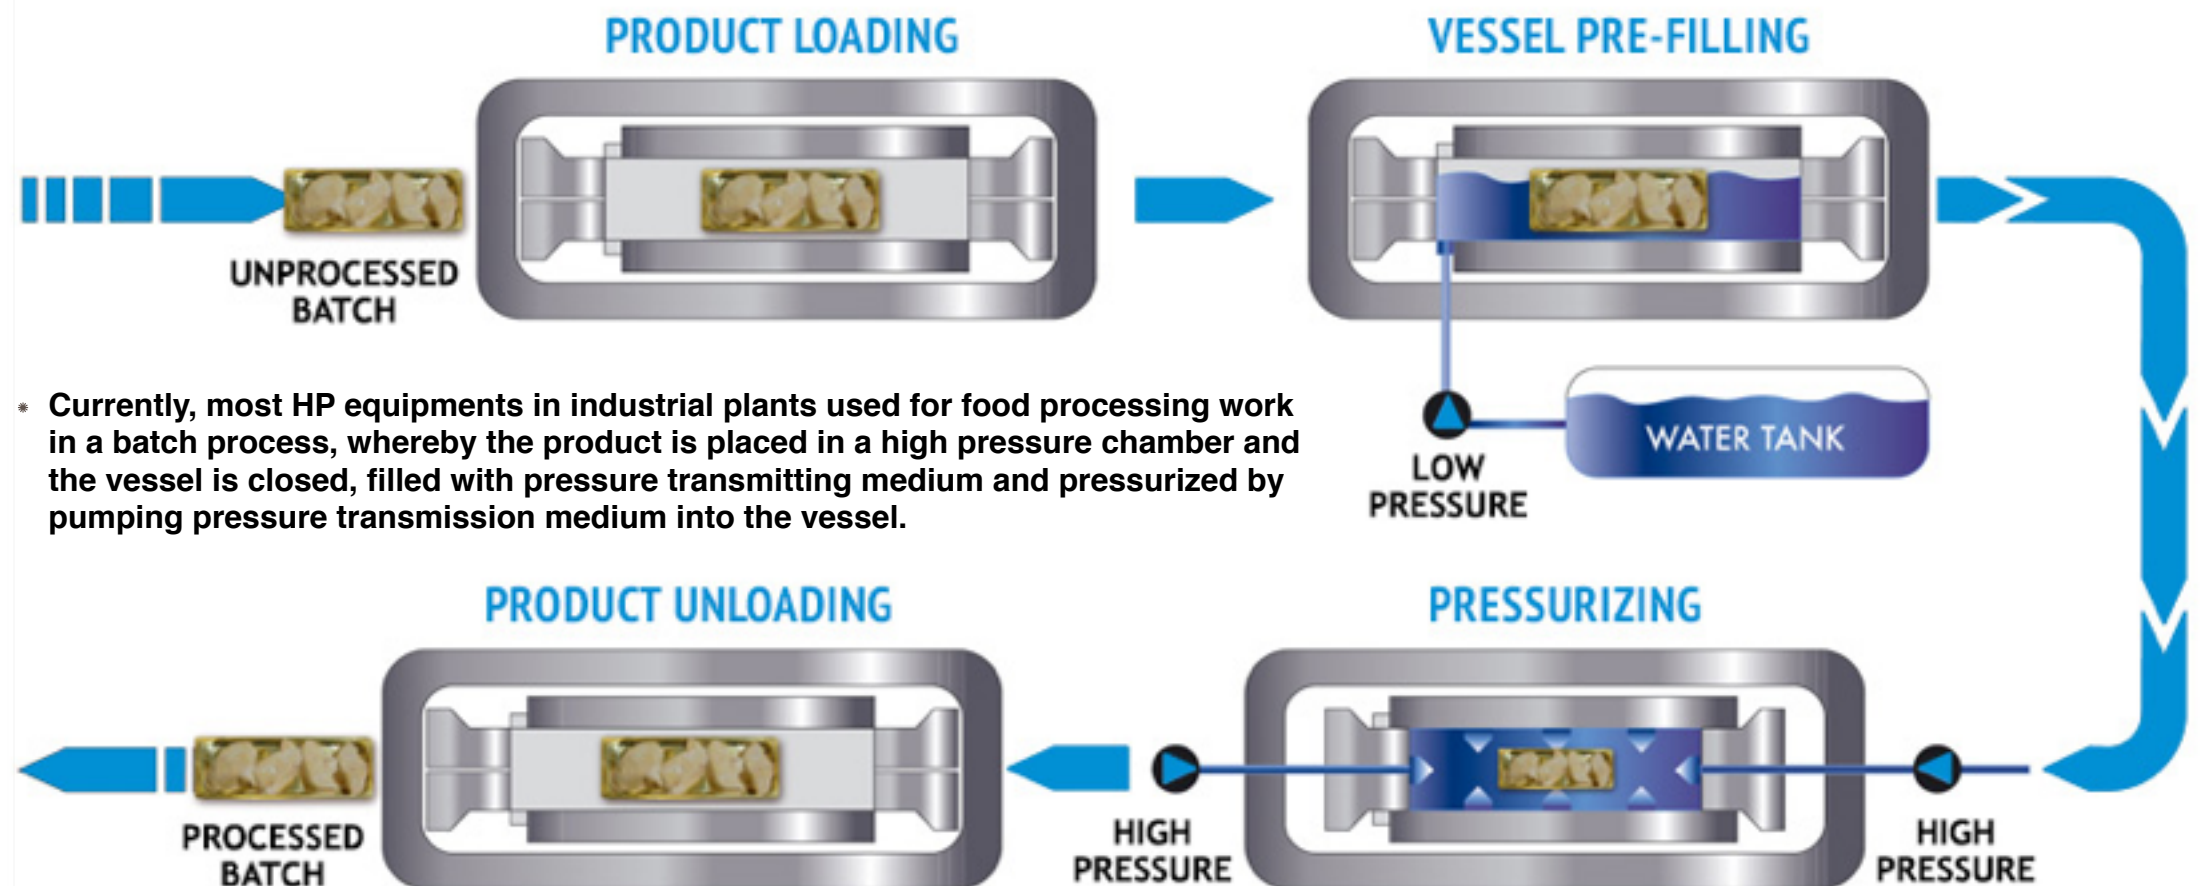 PRODUCT LOADING
VESSEL PRE-FILLING
UNPROCESSED
BATCH
Currently, most HP equipments in industrial plants used for food processing work
in a batch process, whereby the product is placed in a high pressure chamber and
the vessel is closed, filled with pressure transmitting medium and pressurized by
pumping pressure transmission medium into the vessel.
WATER TANK
LOW
PRESSURE
PRODUCT UNLOADING
PRESSURIZING
PROCESSED
BATCH
HIGH
PRESSURE
HIGH
PRESSURE